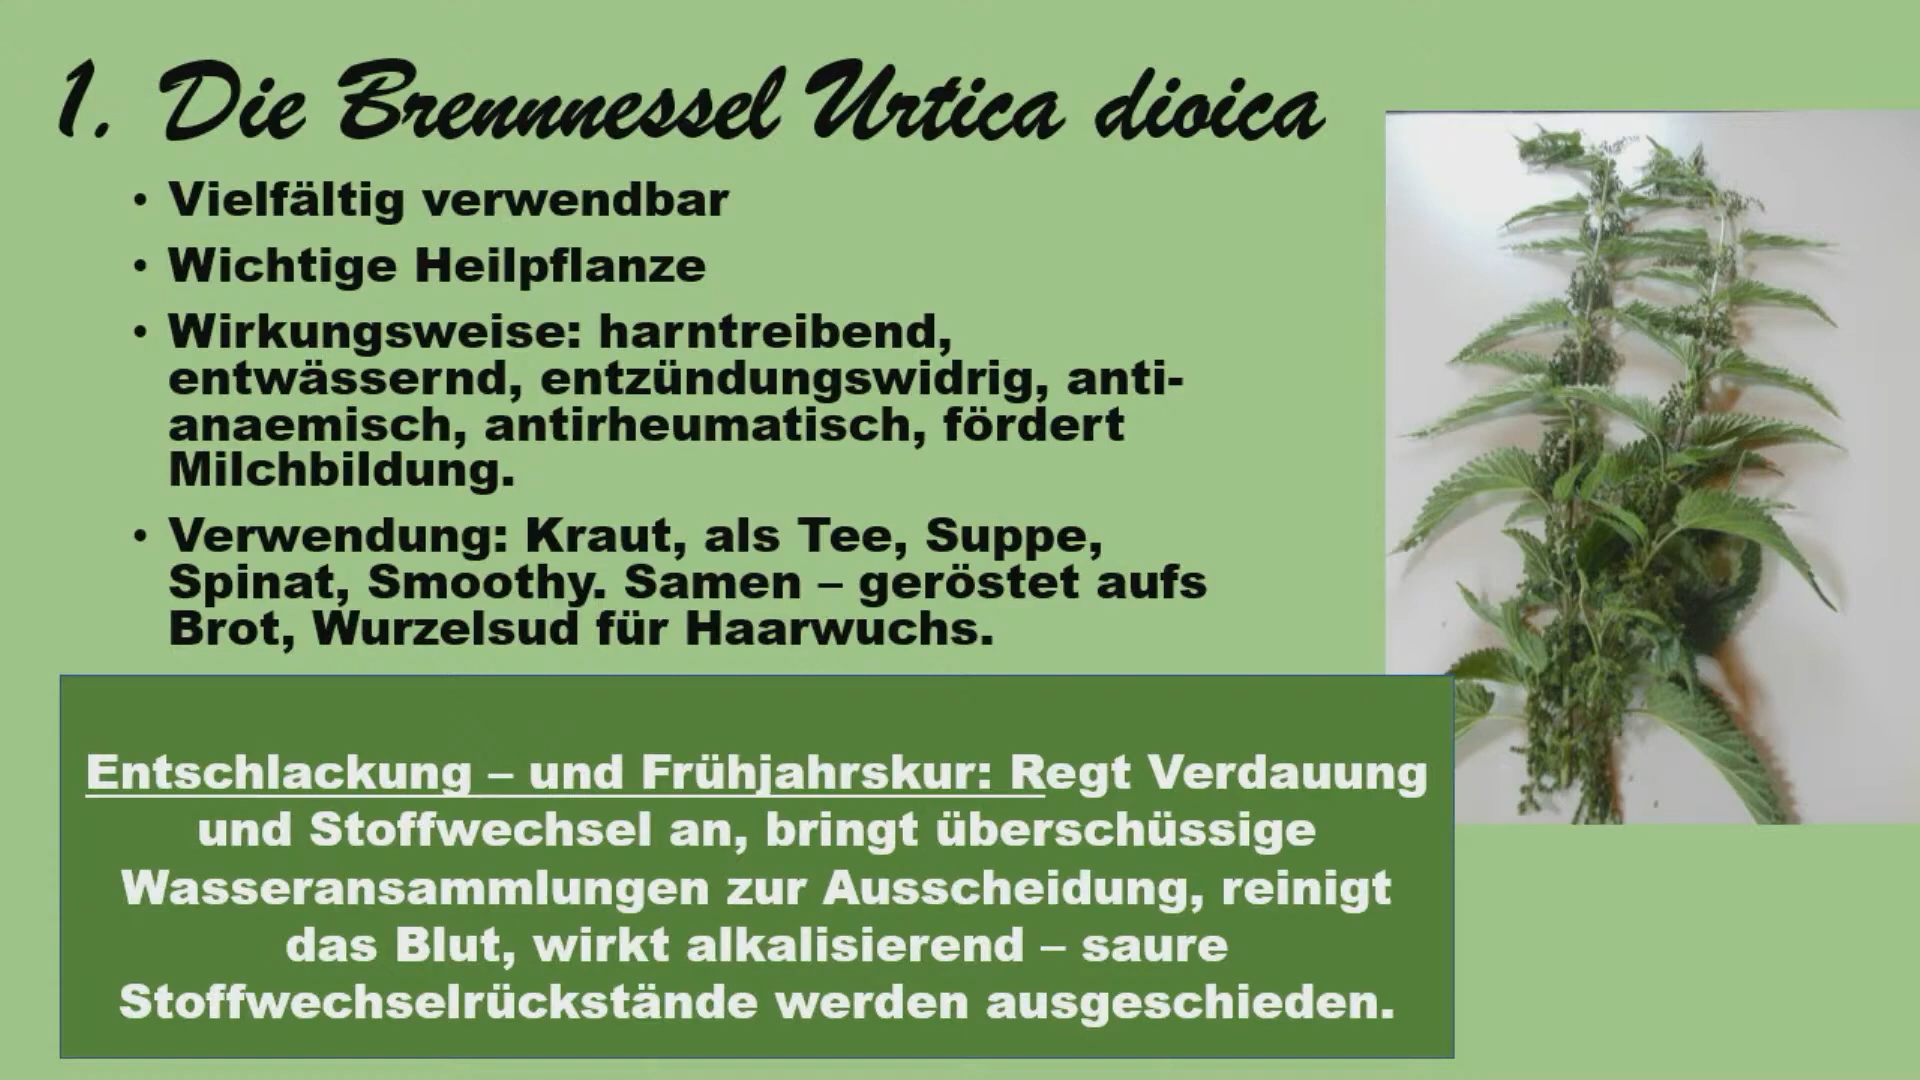 1. Die Brennnessel Urtica dioica
• Vielfältig verwendbar
• Wichtige Heilpflanze
• Wirkungsweise: harntreibend,
entwässernd, entzündungswidrig, anti-
anaemisch, antirheumatisch, fördert
Milchbildung.
• Verwendung: Kraut, als Tee, Suppe,
Spinat, Smoothy. Samen – geröstet aufs
Brot, Wurzelsud für Haarwuchs.
Entschlackung – und Frühjahrskur: Regt Verdauung
und Stoffwechsel an, bringt überschüssige
Wasseransammlungen zur Ausscheidung, reinigt
das Blut, wirkt alkalisierend – saure
Stoffwechselrückstände werden ausgeschieden.